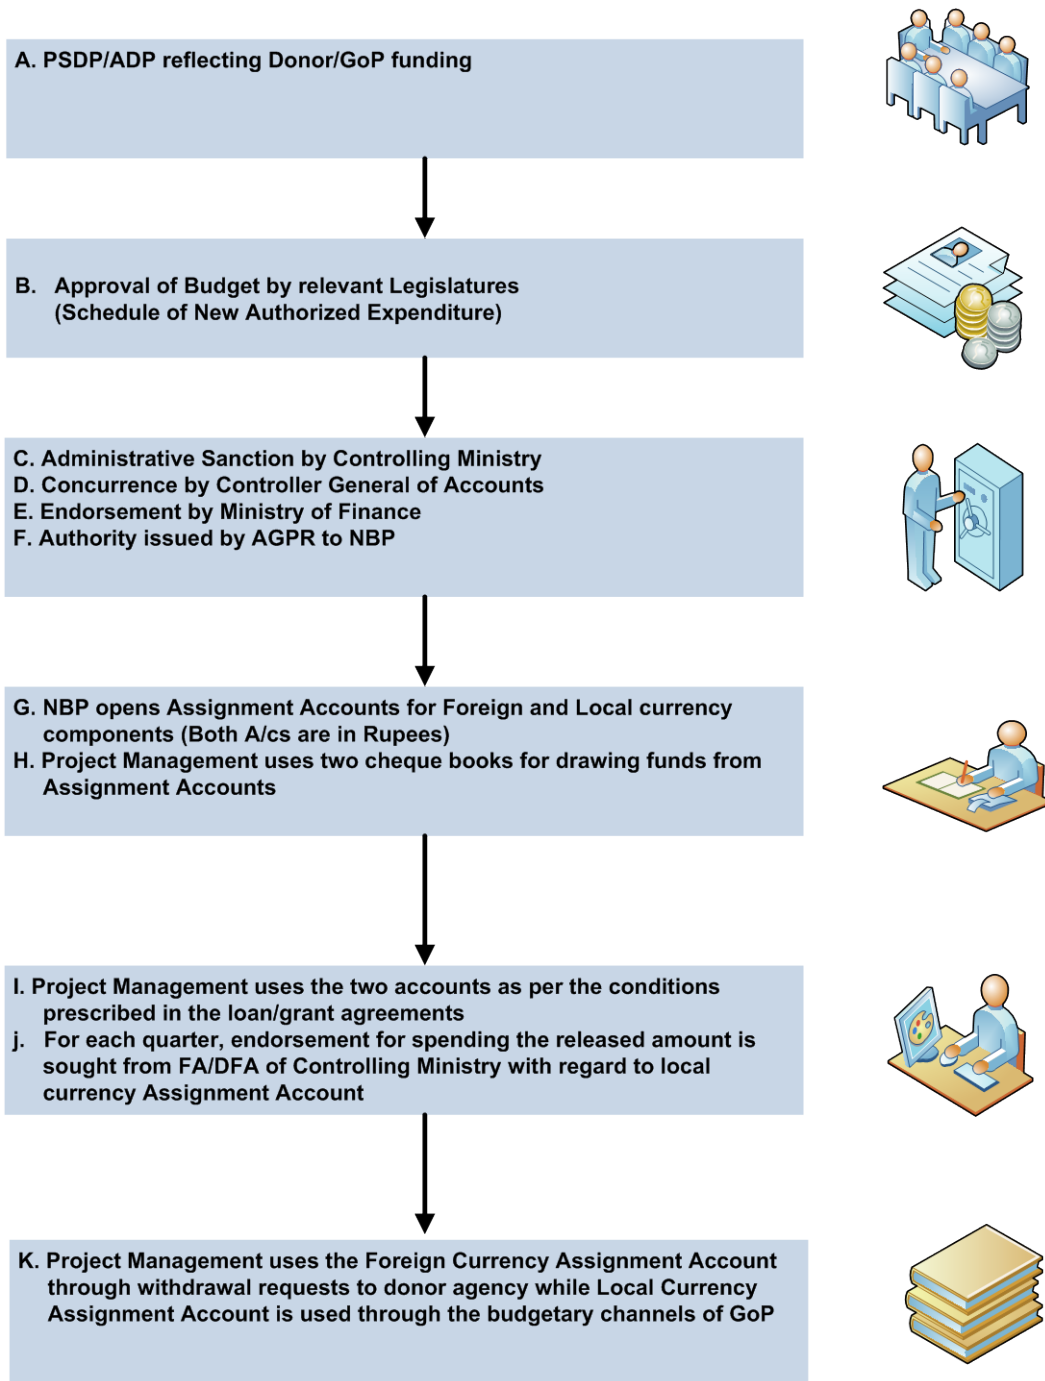 A. PSDP/ADP reflecting Donor/GoP funding
B. Approval of Budget by relevant Legislatures
(Schedule of New Authorized Expenditure)
C. Administrative Sanction by Controlling Ministry
D. Concurrence by Controller General of Accounts
E. Endorsement by Ministry of Finance
F. Authority issued by AGPR to NBP
G. NBP opens Assignment Accounts for Foreign and Local currency
components (Both A/cs are in Rupees)
H. Project Management uses two cheque books for drawing funds from
Assignment Accounts
I. Project Management uses the two accounts as per the conditions
prescribed in the loan/grant agreements
j. For each quarter, endorsement for spending the released amount is
sought from FA/DFA of Controlling Ministry with regard to local
currency Assignment Account
K. Project Management uses the Foreign Currency Assignment Account
through withdrawal requests to donor agency while Local Currency
Assignment Account is used through the budgetary channels of GoP